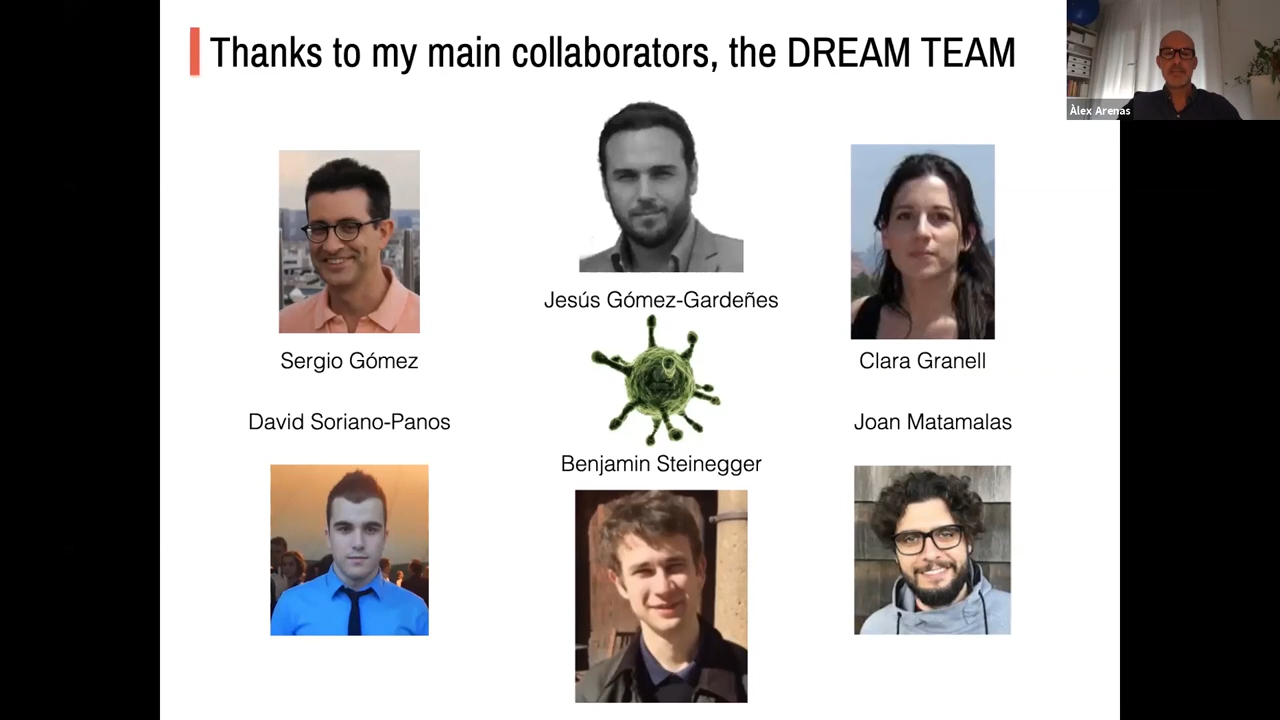 Thanks to my main collaborators, the DREAM TEAM
Àlex Arenas
Jesús Gómez-Gardeñes
Sergio Gómez
Clara Granell
David Soriano-Panos
Joan Matamalas
Benjamin Steinegger